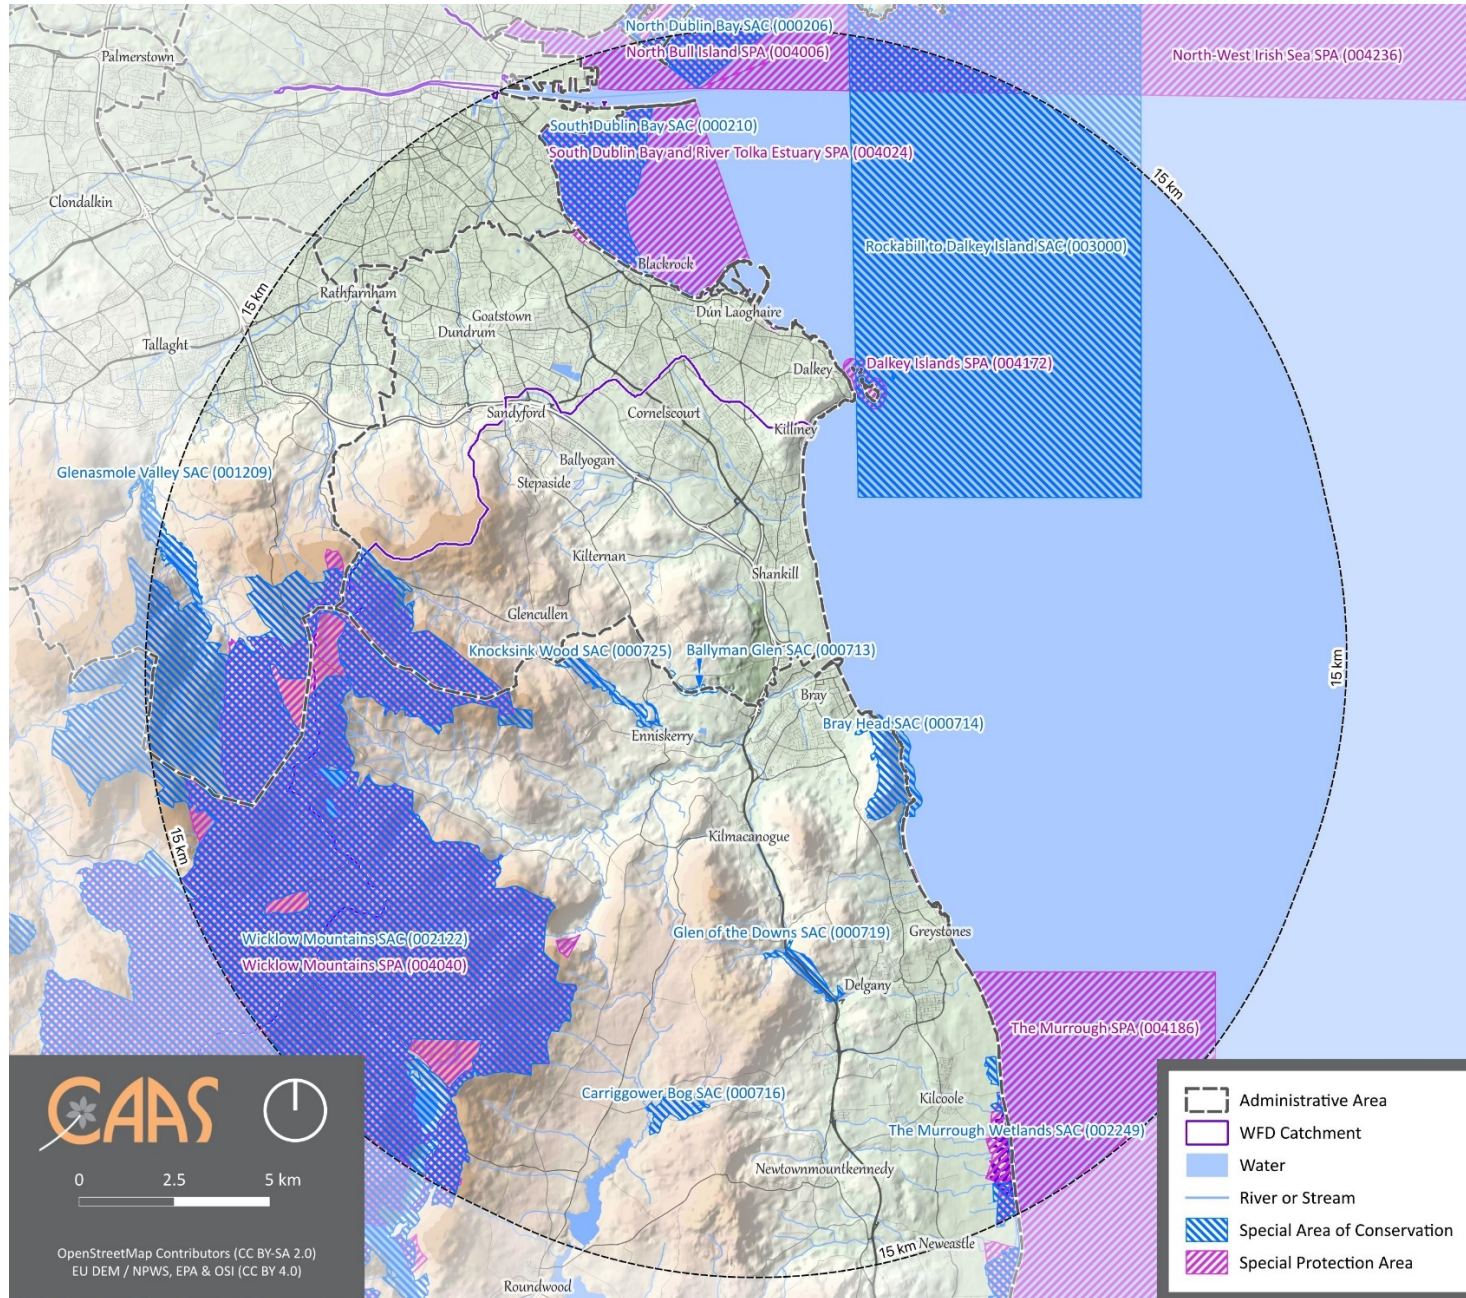 North Dublin Bay SAC (000206)
North Bull Island SPA (004006)
North-West Irish Sea SPA (004236)
Palmerstown
South Dublin Bay SAC (000210)
South Dublin Bay and River Tolka Estuary SPA (004024)
15 km
Clondalkin
Rockabill to Dalkey Island SAC (003000)
Blackrock
15 km
Rathfarnham
Dún Laoghaire
Goatstown
Dundrum
Tallaght
Dalkey
Dalkey Islands SPA (004172)
Sandyford
Cornelscourt
Killiney
Ballyogan
Glenasmole Valley SAC (001209)
Stepaside
Kilternan
Shankill
Glencullen
Knocksink Wood SAC (000725)
Ballyman Glen SAC (000713)
15 km
Bray
Bray Head SAC (000714)
Enniskerry
Kilmacanogue
15 km
Glen of the Downs SAC (000719)
Greystones
Wicklow Mountains SAC (002122)
Wicklow Mountains SPA (004040)
Delgany
The Murrough SPA (004186)
Carriggower Bog SAC (000716)
Kilcoole
The Murrough Wetlands SAC (002249)
Newtownmountkennedy
15 km
Newcastle
Roundwood
CAAS
0 2.5 5 km
OpenStreetMap Contributors (CC BY-SA 2.0)
EU DEM / NPWS, EPA & OSI (CC BY 4.0)
Administrative Area
WFD Catchment
Water
River or Stream
Special Area of Conservation
Special Protection Area